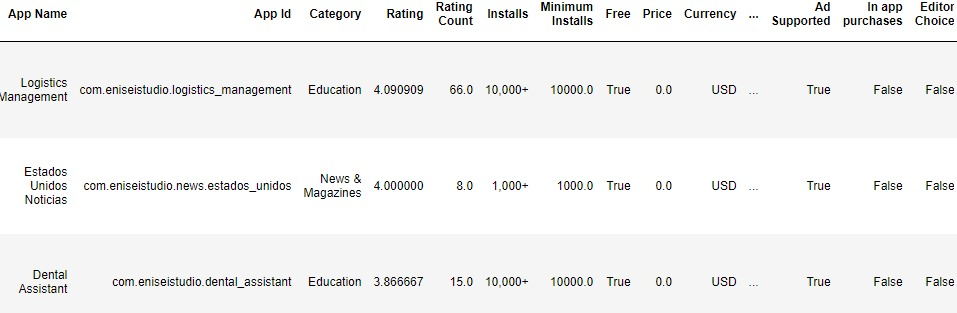 App Name App Id Category Rating Rating Count Installs Minimum Installs Free Price Currency ... Ad Supported In app purchases Editor Choice
Logistics Management com.eniseistudio.logistics_management Education 4.090909 66.0 10,000+ 10000.0 True 0.0 USD ... True False False
Estados Unidos Noticias com.eniseistudio.news.estados_unidos News & Magazines 4.000000 8.0 1,000+ 1000.0 True 0.0 USD ... True False False
Dental Assistant com.eniseistudio.dental_assistant Education 3.866667 15.0 10,000+ 10000.0 True 0.0 USD ... True False False